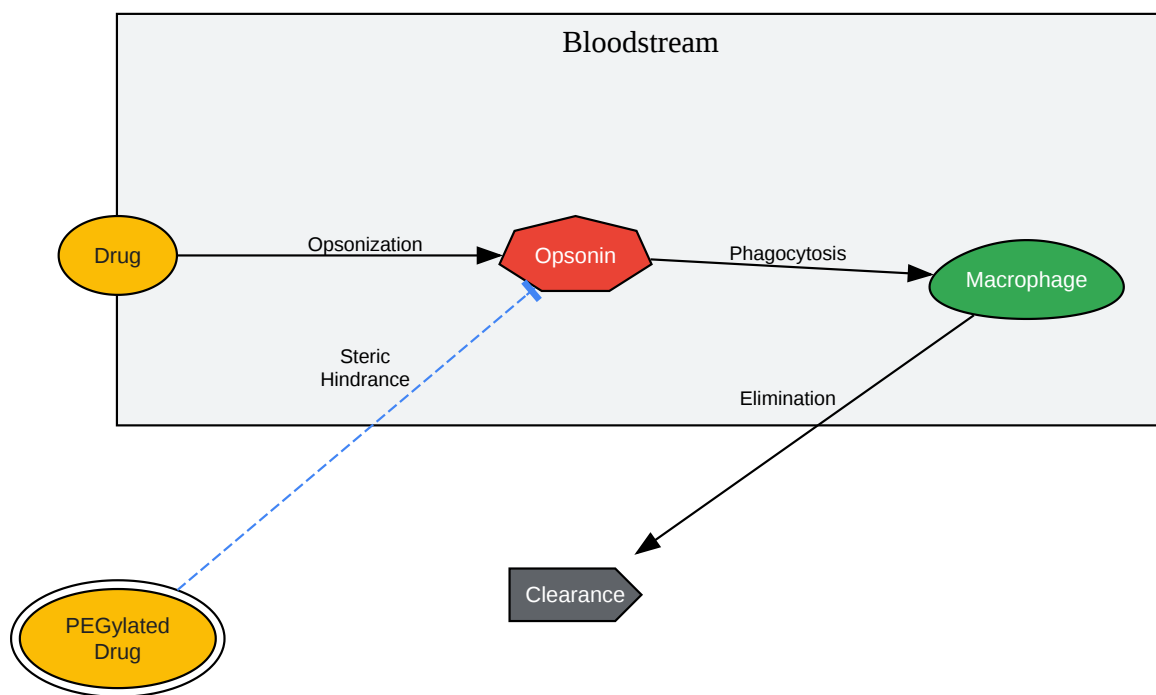 Bloodstream
Drug
Opsonization
Opsonin
Phagocytosis
Macrophage
Steric
Hindrance
Elimination
Clearance
PEGylated
Drug